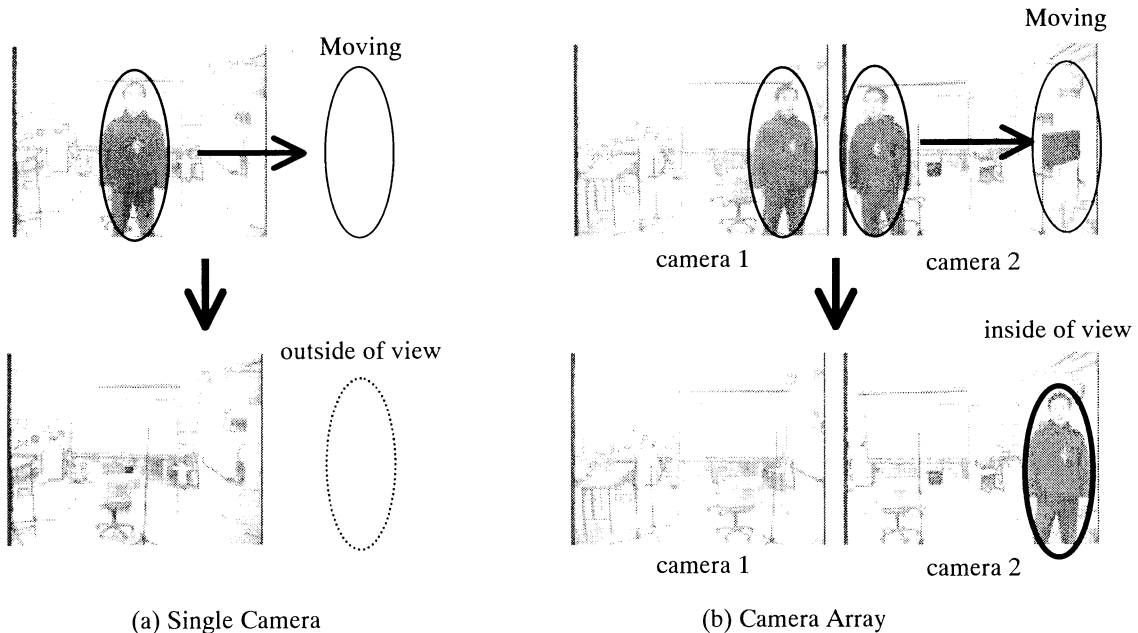 Moving
outside of view
(a) Single Camera
Moving
camera 1
camera 2
inside of view
camera 1
camera 2
(b) Camera Array